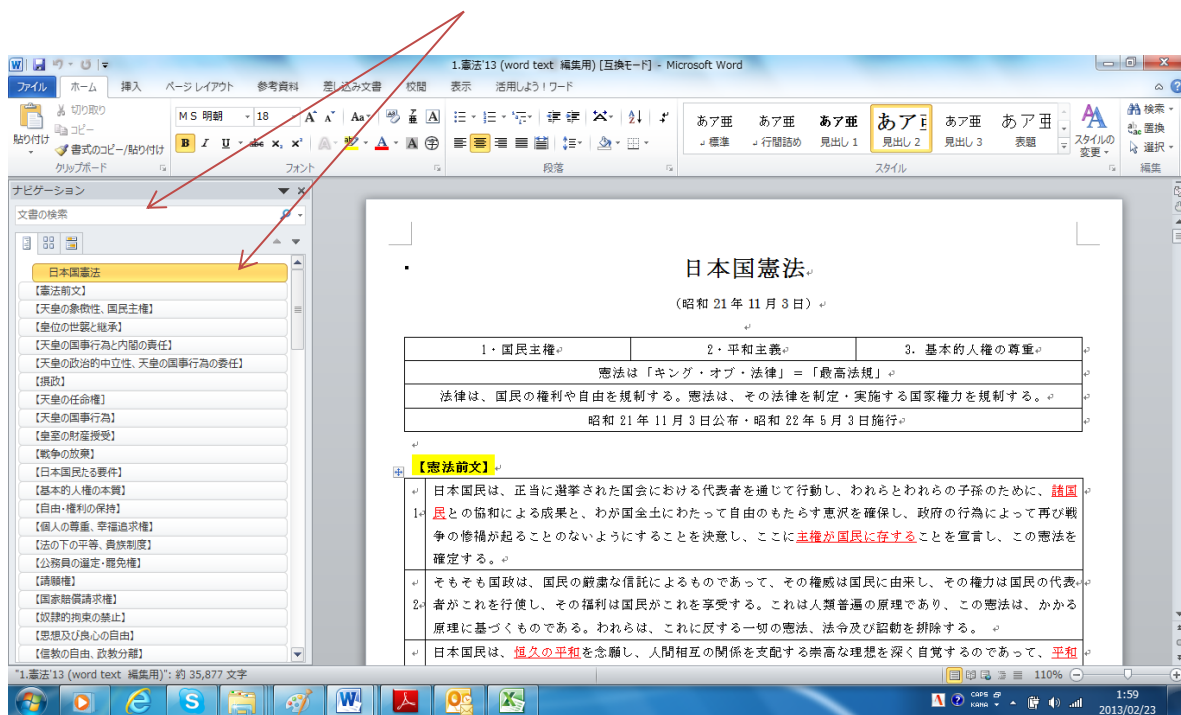 1.憲法'13 (word text 編集用) [互換モード] - Microsoft Word
ファイル ホーム 挿入 ページ レイアウト 参考資料 差し込み文書 校閲 表示 活用しよう！ワード
切り取り
コピー
書式のコピー/貼り付け
貼り付け
クリップボード
ＭＳ 明朝 18
フォント
段落
あア亜 あア亜 あア亜 あア亜 あア亜
標準 行間詰め 見出し 1 見出し 2 見出し 3 表題
スタイルの変更
スタイル
検索
置換
選択
編集
ナビゲーション
文書の検索
日本国憲法
【憲法前文】
【天皇の象徴性、国民主権】
【皇位の世襲と継承】
【天皇の国事行為と内閣の責任】
【天皇の政治的中立性、天皇の国事行為の委任】
【摂政】
【天皇の任命権】
【天皇の国事行為】
【皇室の財産授受】
【戦争の放棄】
【日本国民たる要件】
【基本的人権の本質】
【自由・権利の保持】
【個人の尊重、幸福追求権】
【法の下の平等、貴族制度】
【公務員の選定・罷免権】
【請願権】
【国家賠償請求権】
【奴隷的拘束の禁止】
【思想及び良心の自由】
【信教の自由、政教分離】
日本国憲法
（昭和 21 年 11 月 3 日）
1・国民主権 2・平和主義 3. 基本的人権の尊重
憲法は「キング・オブ・法律」＝「最高法規」
法律は、国民の権利や自由を規制する。憲法は、その法律を制定・実施する国家権力を規制する。
昭和 21 年 11 月 3 日公布・昭和 22 年 5 月 3 日施行
【憲法前文】
日本国民は、正当に選挙された国会における代表者を通じて行動し、われらとわれらの子孫のために、諸国
1 民との協和による成果と、わが国全土にわたって自由のもたらす恵沢を確保し、政府の行為によって再び戦
争の惨禍が起ることのないようにすることを決意し、ここに主権が国民に存することを宣言し、この憲法を
確定する。
そもそも国政は、国民の厳粛な信託によるものであって、その権威は国民に由来し、その権力は国民の代表
2 者がこれを行使し、その福利は国民がこれを享受する。これは人類普遍の原理であり、この憲法は、かかる
原理に基づくものである。われらは、これに反する一切の憲法、法令及び詔勅を排除する。
日本国民は、恒久の平和を念願し、人間相互の関係を支配する崇高な理想を深く自覚するのであって、平和
"1.憲法'13 (word text 編集用)": 約 35,877 文字
110%
CAPS
KANA
1:59
2013/02/23